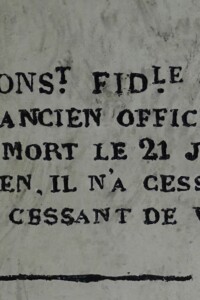 ONST. FIDLE
ANCIEN OFFIC
MORT LE 21 J
EN, IL N'A CESS
CESSANT DE V